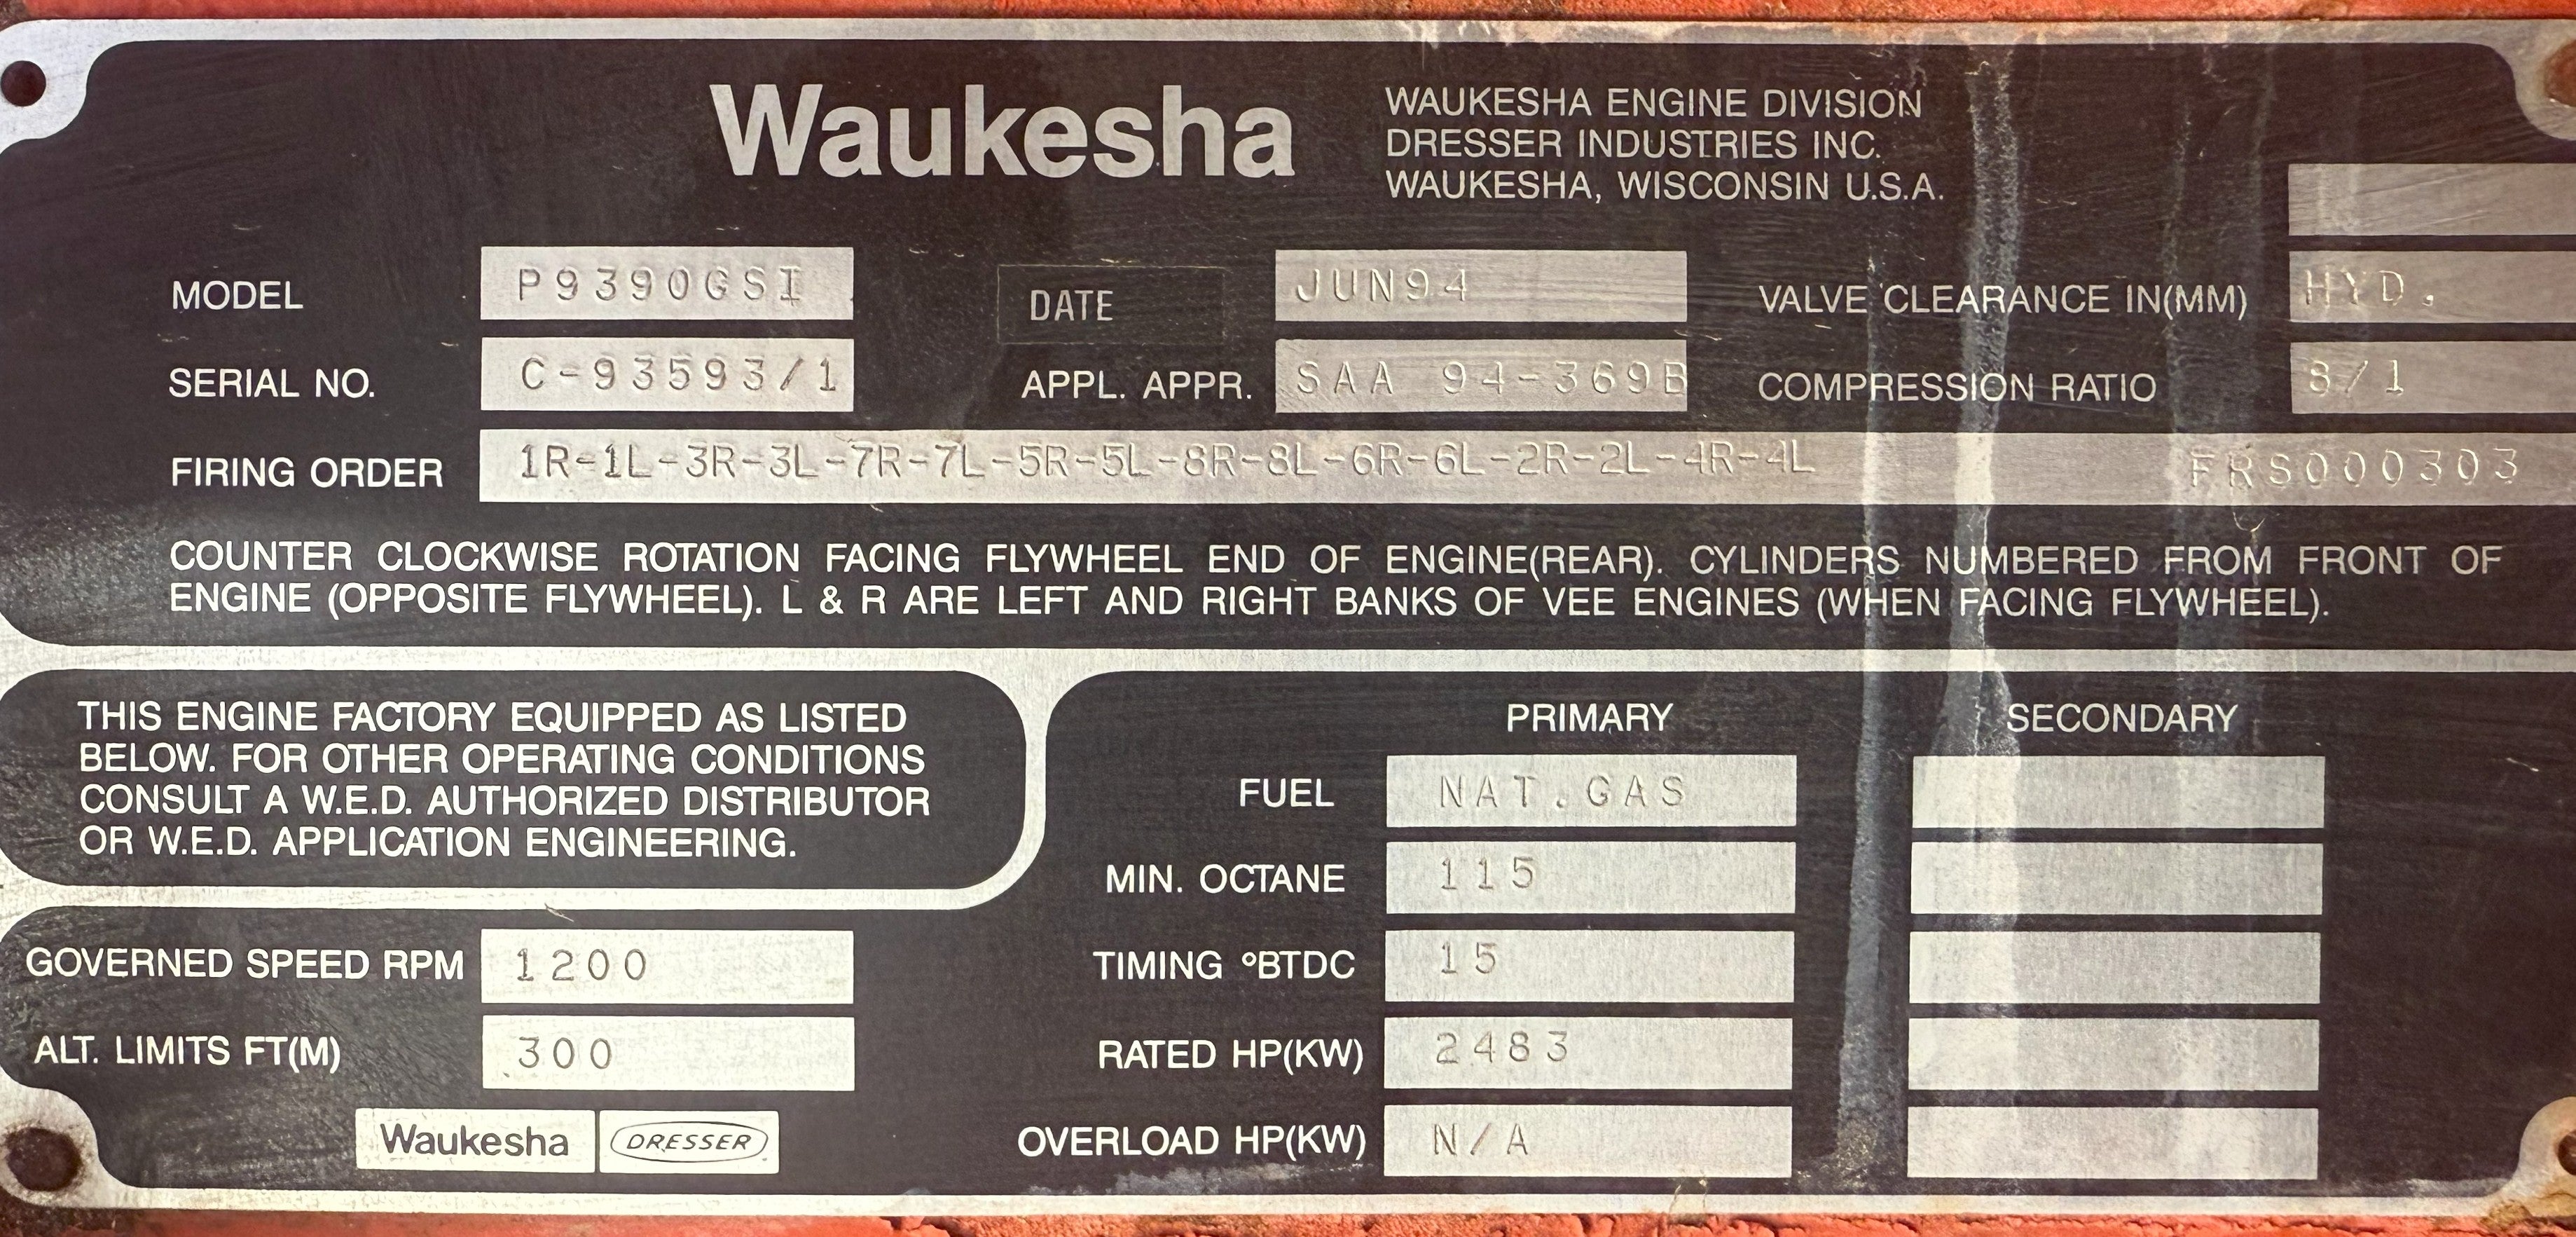 Waukesha
WAUKESHA ENGINE DIVISION
DRESSER INDUSTRIES INC.
WAUKESHA, WISCONSIN U.S.A.
MODEL P9390GSI DATE JUN94 VALVE CLEARANCE IN(MM) HYD.
SERIAL NO. C-93593/1 APPL. APPR. SAA 94-369B COMPRESSION RATIO 8/1
FIRING ORDER 1R-1L-3R-3L-7R-7L-5R-5L-8R-8L-6R-6L-2R-2L-4R-4L FRS000303
COUNTER CLOCKWISE ROTATION FACING FLYWHEEL END OF ENGINE(REAR). CYLINDERS NUMBERED FROM FRONT OF
ENGINE (OPPOSITE FLYWHEEL). L & R ARE LEFT AND RIGHT BANKS OF VEE ENGINES (WHEN FACING FLYWHEEL).
THIS ENGINE FACTORY EQUIPPED AS LISTED
BELOW. FOR OTHER OPERATING CONDITIONS
CONSULT A W.E.D. AUTHORIZED DISTRIBUTOR
OR W.E.D. APPLICATION ENGINEERING.
GOVERNED SPEED RPM 1200
ALT. LIMITS FT(M) 300
Waukesha DRESSER
PRIMARY SECONDARY
FUEL NAT.GAS
MIN. OCTANE 115
TIMING °BTDC 15
RATED HP(KW) 2483
OVERLOAD HP(KW) N/A